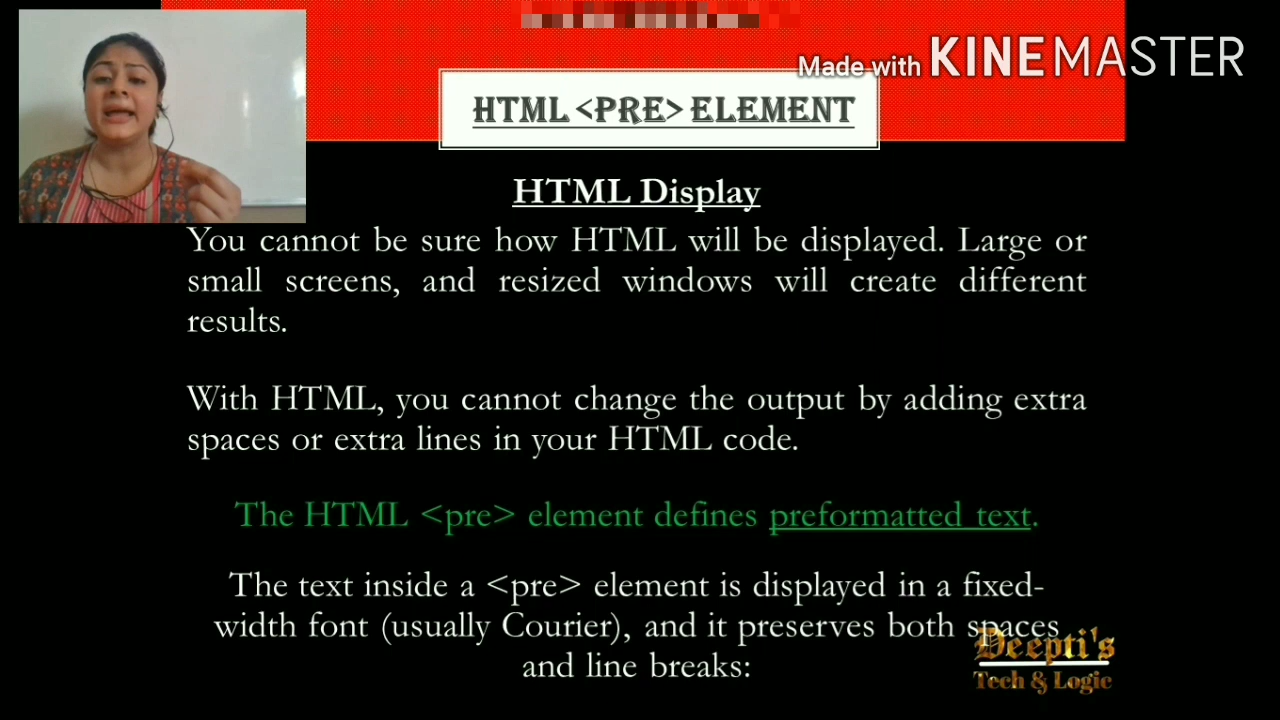 Made with KINEMASTER
HTML <PRE> ELEMENT
HTML Display
You cannot be sure how HTML will be displayed. Large or
small screens, and resized windows will create different
results.
With HTML, you cannot change the output by adding extra
spaces or extra lines in your HTML code.
The HTML <pre> element defines preformatted text.
The text inside a <pre> element is displayed in a fixed-
width font (usually Courier), and it preserves both spaces
and line breaks:
Deepti's
Tech & Logic